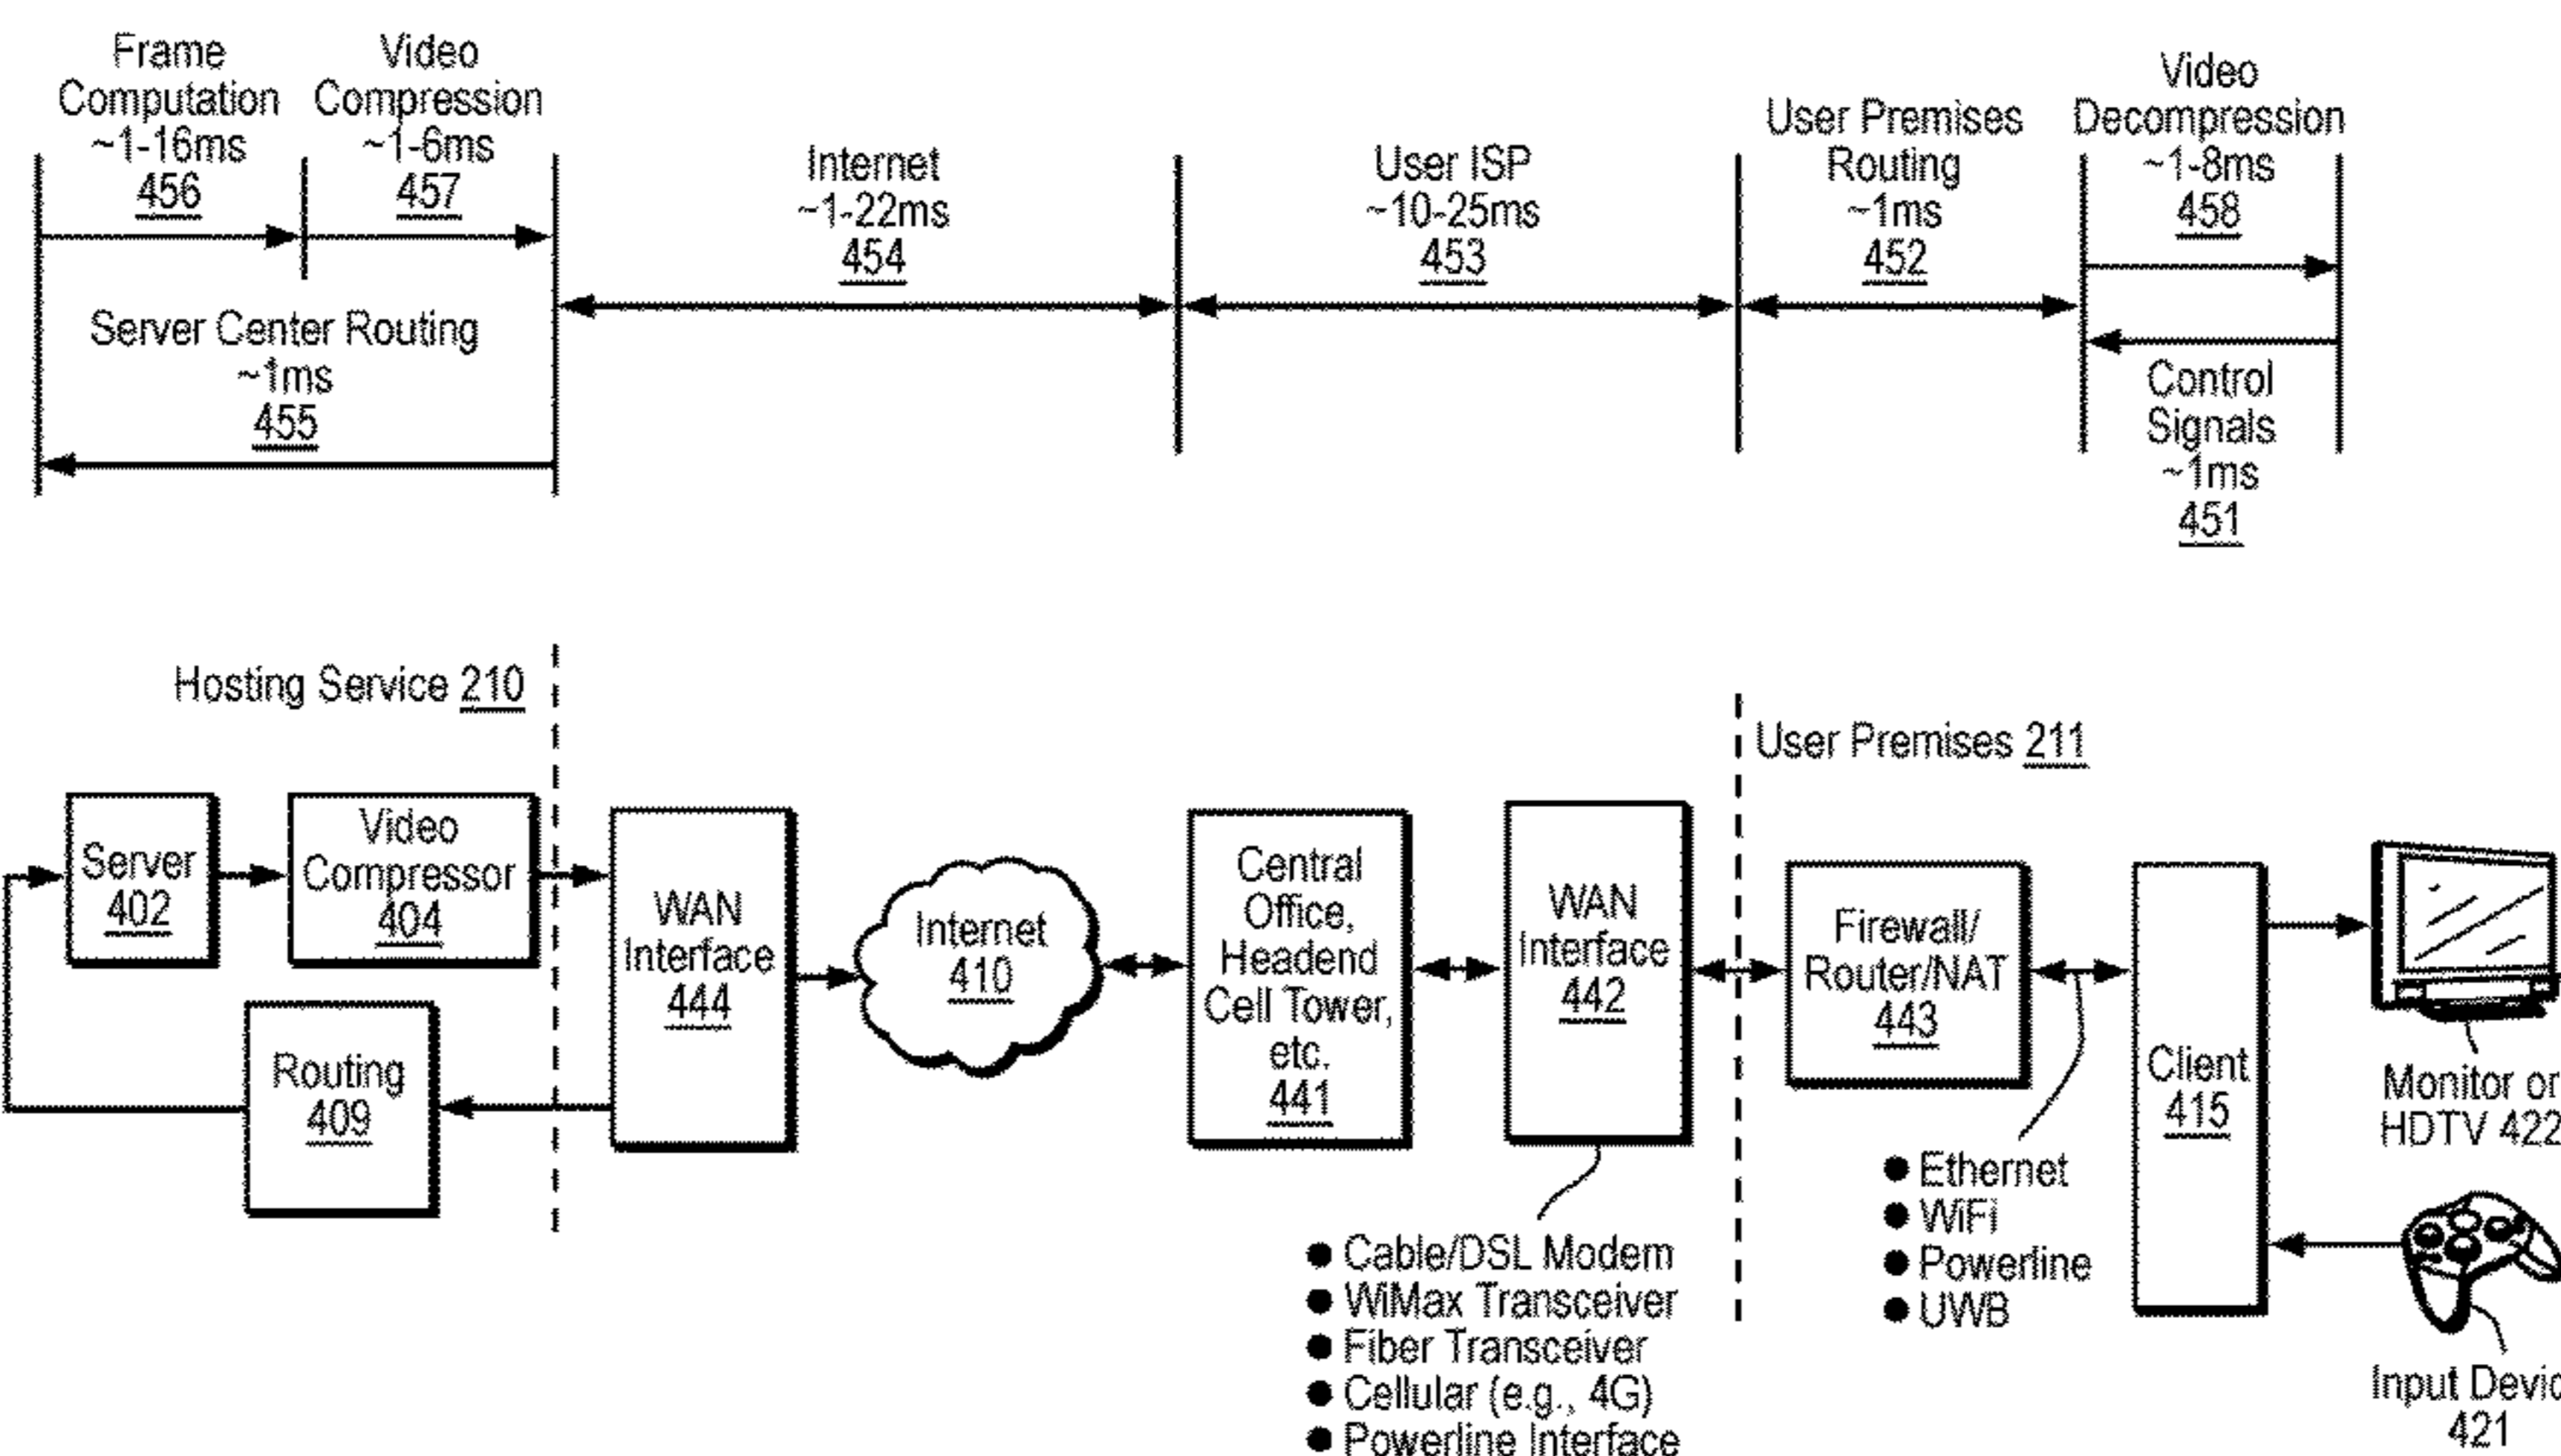 Frame
Computation
~1-16ms
456
Video
Compression
~1-6ms
457
Server Center Routing
~1ms
455
Internet
~1-22ms
454
User ISP
~10-25ms
453
User Premises
Routing
~1ms
452
Video
Decompression
~1-8ms
458
Control
Signals
~1ms
451
Hosting Service 210
User Premises 211
Server
402
Video
Compressor
404
Routing
409
WAN
Interface
444
Internet
410
Central
Office,
Headend
Cell Tower,
etc.
441
WAN
Interface
442
● Cable/DSL Modem
● WiMax Transceiver
● Fiber Transceiver
● Cellular (e.g., 4G)
● Powerline Interface
Firewall/
Router/NAT
443
● Ethernet
● WiFi
● Powerline
● UWB
Client
415
Monitor or
HDTV 422
Input Devic
421